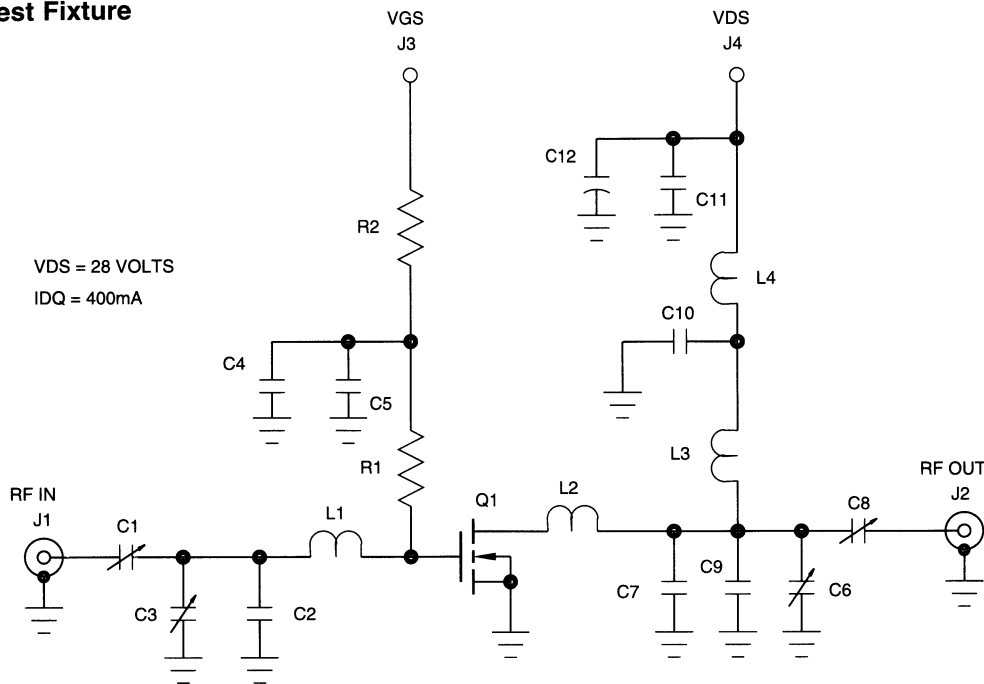 est Fixture
VGS
J3
VDS
J4
C12
C11
R2
VDS = 28 VOLTS
IDQ = 400mA
L4
C10
C4
C5
R1
L3
RF IN
J1
C1
L1
Q1
L2
C8
RF OUT
J2
C3
C2
C7
C9
C6